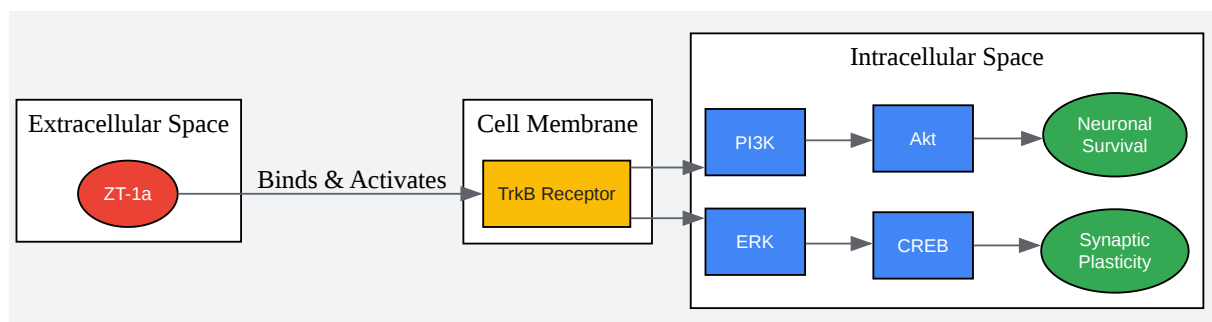 Extracellular Space
ZT-1a
Binds & Activates
Cell Membrane
TrkB Receptor
Intracellular Space
PI3K
Akt
Neuronal
Survival
ERK
CREB
Synaptic
Plasticity